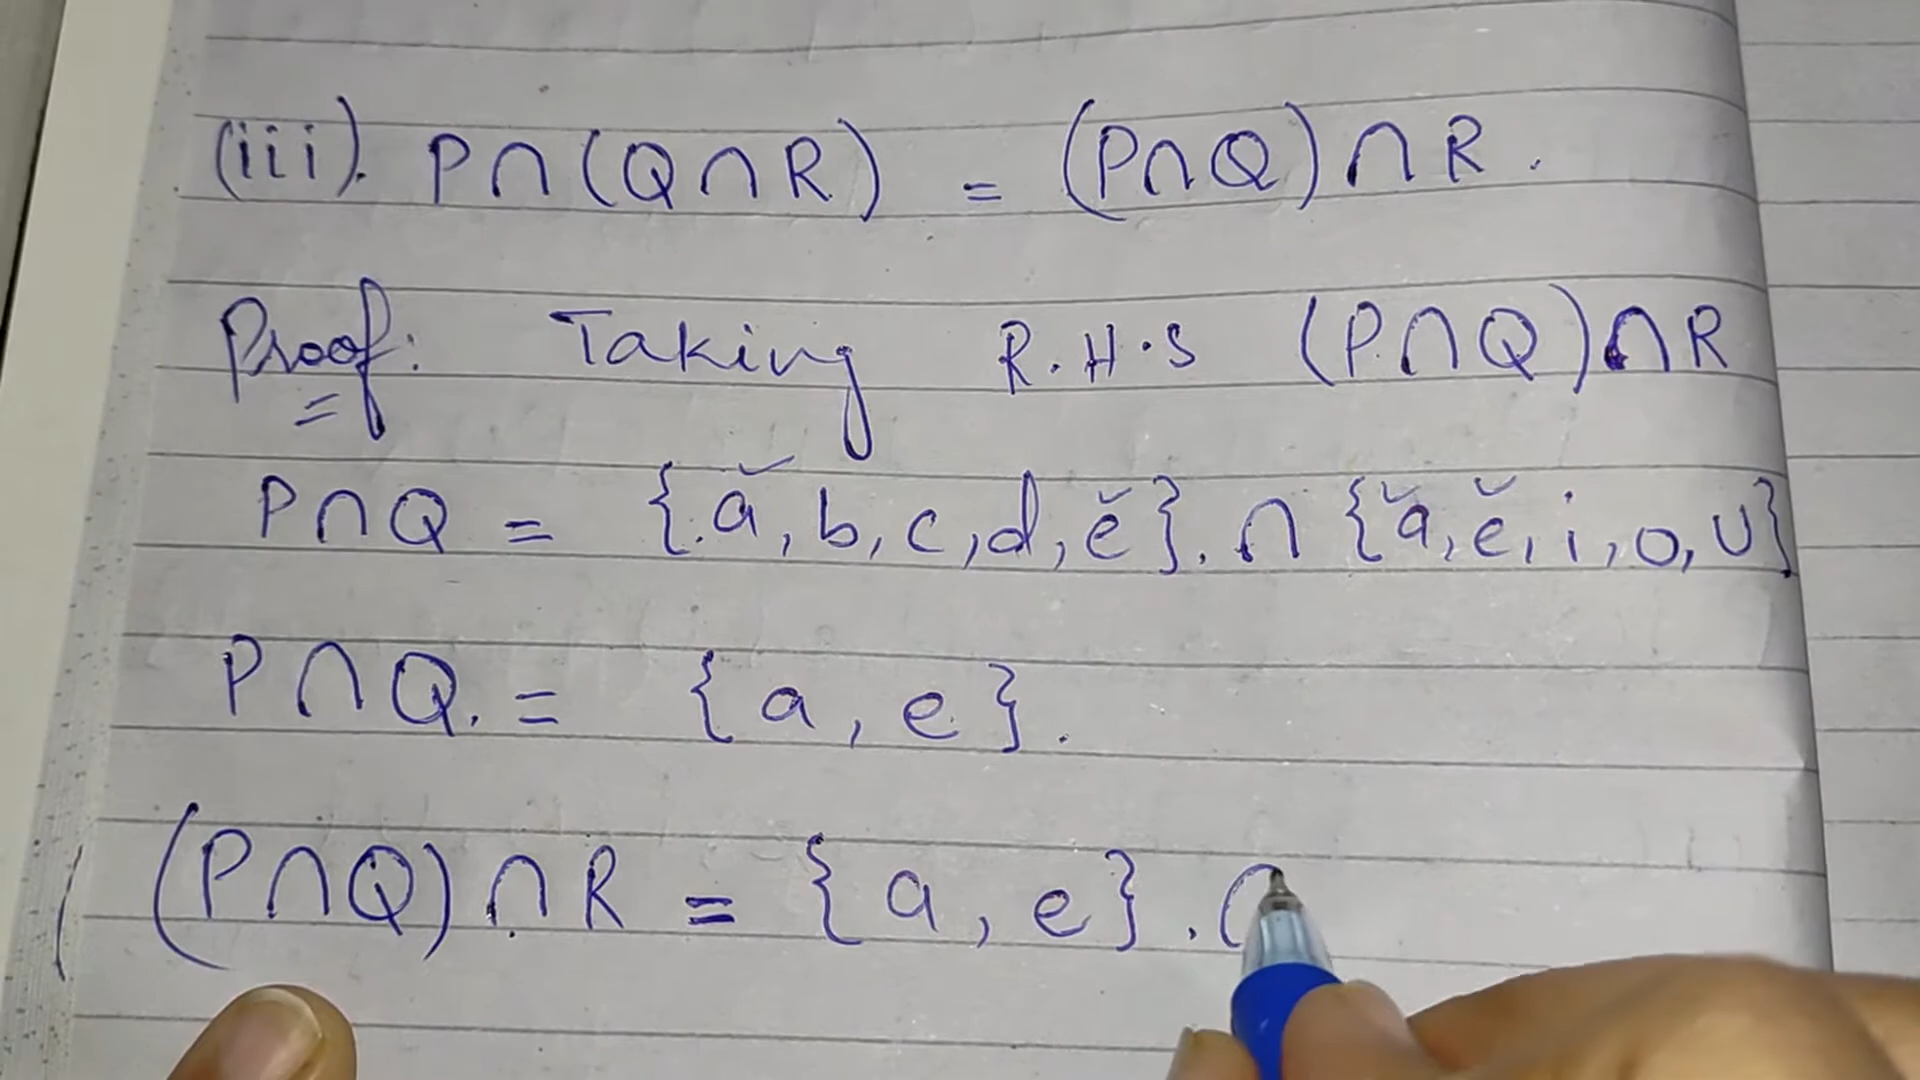 (iii). P∩(Q∩R) = (P∩Q)∩R.
Proof: Taking R.H.S (P∩Q)∩R
P∩Q = {a, b, c, d, e}. ∩ {a, e, i, o, u}
P∩Q. = {a, e}.
(P∩Q)∩R = {a, e}. ∩